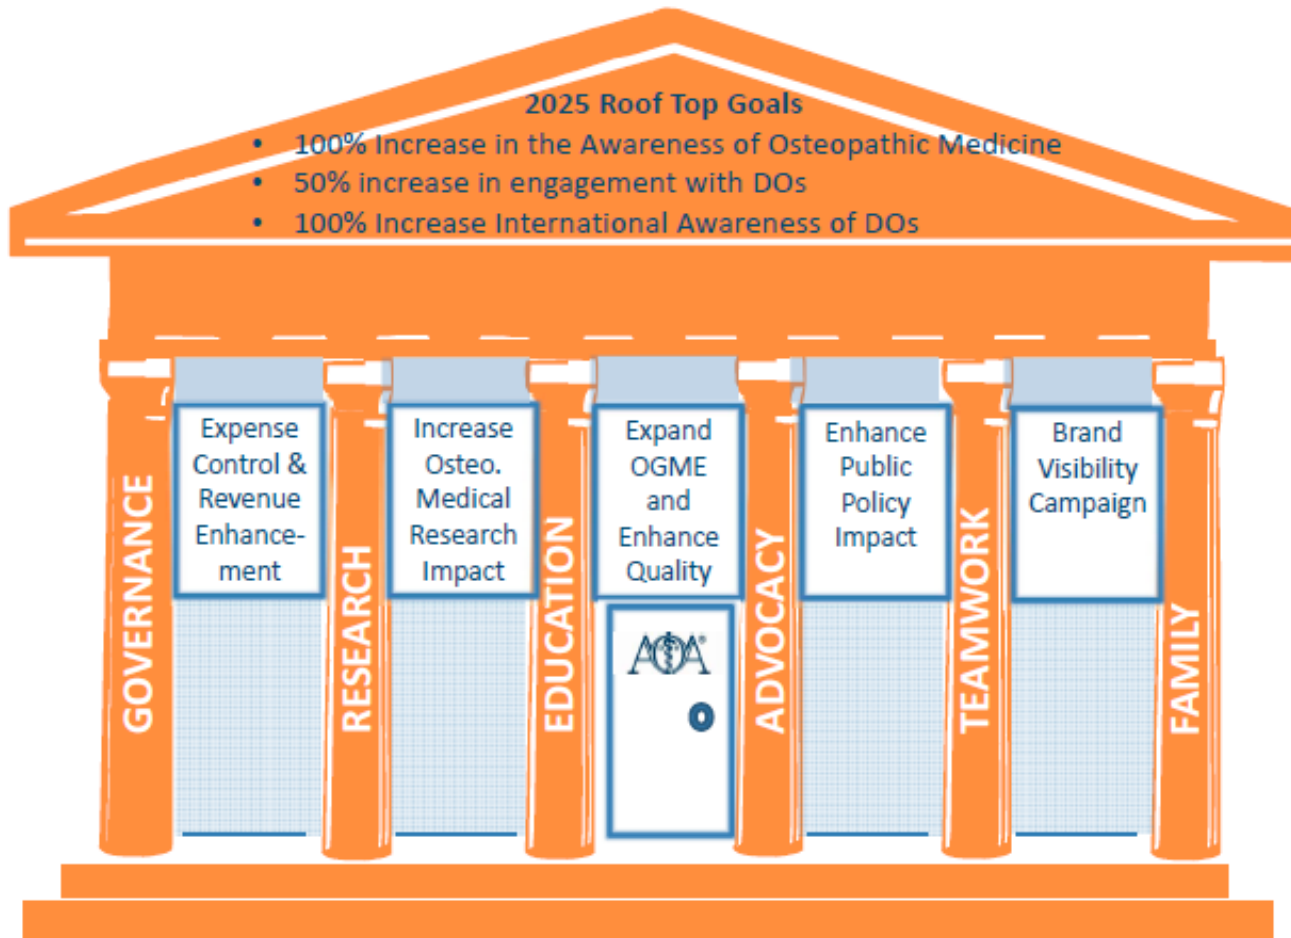 2025 Roof Top Goals
• 100% Increase in the Awareness of Osteopathic Medicine
• 50% increase in engagement with DOs
• 100% Increase International Awareness of DOs
GOVERNANCE
Expense
Control &
Revenue
Enhance-
ment
RESEARCH
Increase
Osteo.
Medical
Research
Impact
EDUCATION
Expand
OGME
and
Enhance
Quality
AOA®
ADVOCACY
Enhance
Public
Policy
Impact
TEAMWORK
Brand
Visibility
Campaign
FAMILY